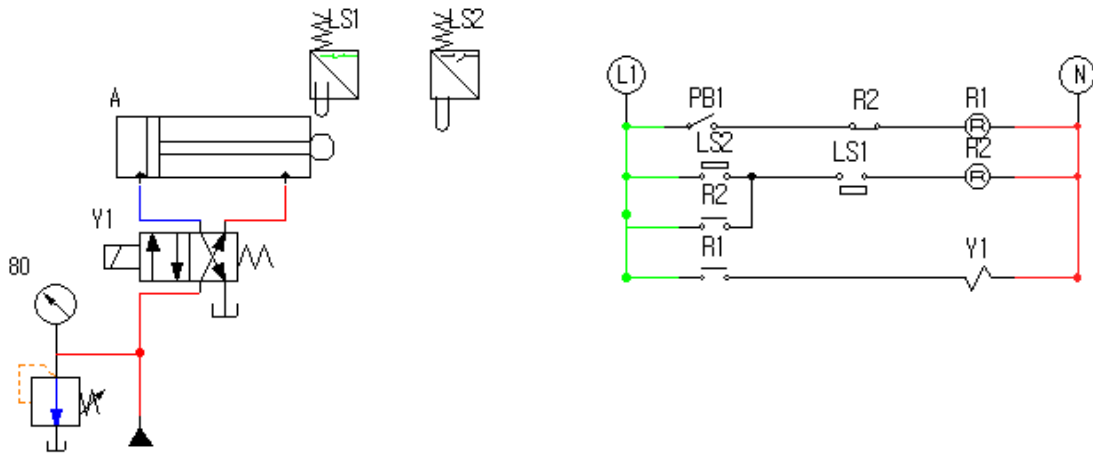 LS1 LS2
A
Y1
80
L1 N
PB1 R2 R1
R
LS2 LS1 R2
R
R2
R1 Y1